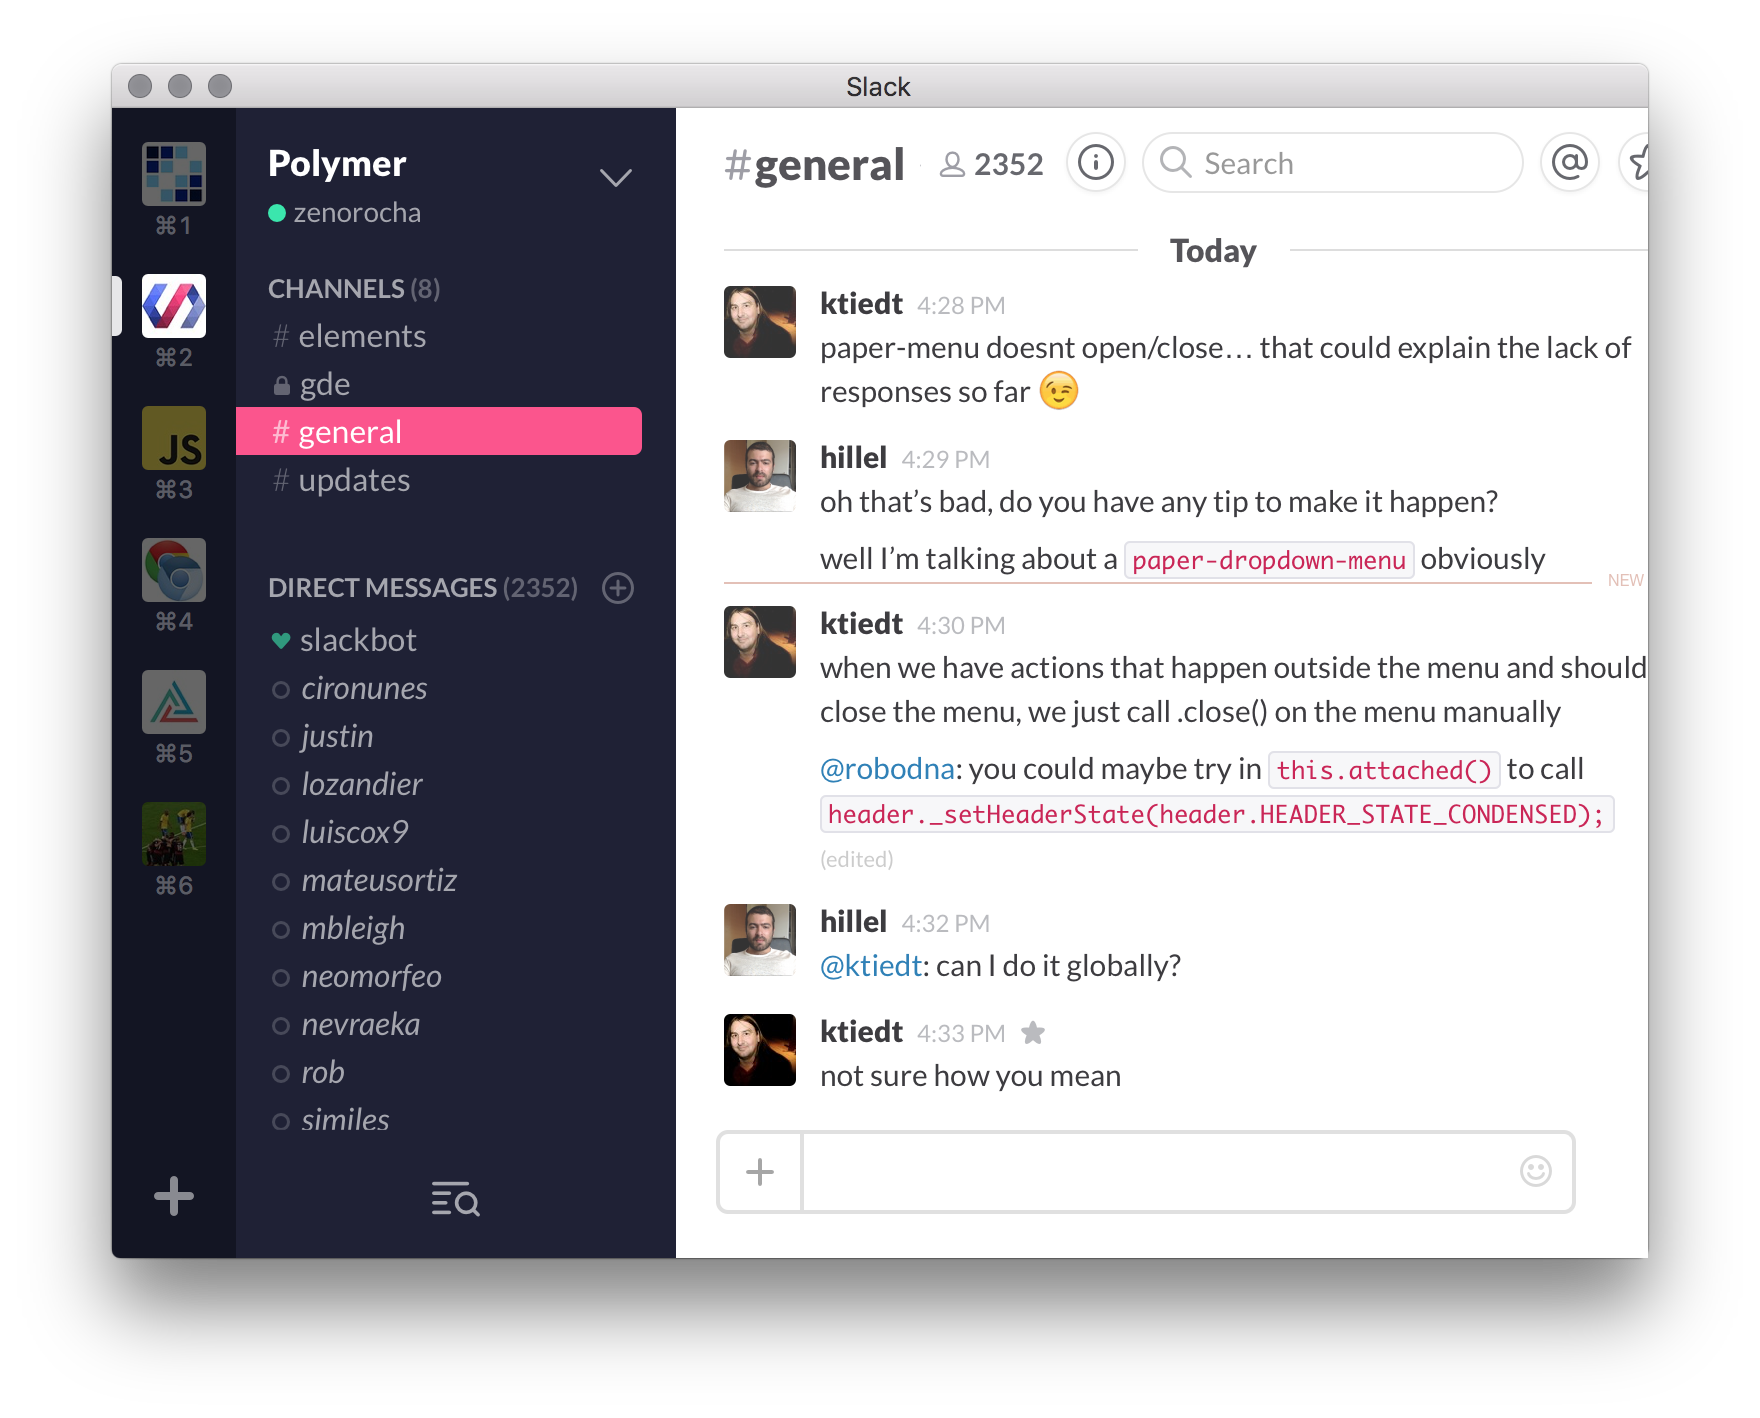 Slack
⌘1
⌘2
JS
⌘3
⌘4
⌘5
⌘6
Polymer
zenorocha
CHANNELS (8)
# elements
gde
# general
# updates
DIRECT MESSAGES (2352)
slackbot
cironunes
justin
lozandier
luiscox9
mateusortiz
mbleigh
neomorfeo
nevraeka
rob
similes
#general 2352 Search
Today
ktiedt 4:28 PM
paper-menu doesnt open/close… that could explain the lack of
responses so far 😉
hillel 4:29 PM
oh that’s bad, do you have any tip to make it happen?
well I’m talking about a paper-dropdown-menu obviously
NEW
ktiedt 4:30 PM
when we have actions that happen outside the menu and should
close the menu, we just call .close() on the menu manually
@robodna: you could maybe try in this.attached() to call
header._setHeaderState(header.HEADER_STATE_CONDENSED);
(edited)
hillel 4:32 PM
@ktiedt: can I do it globally?
ktiedt 4:33 PM
not sure how you mean